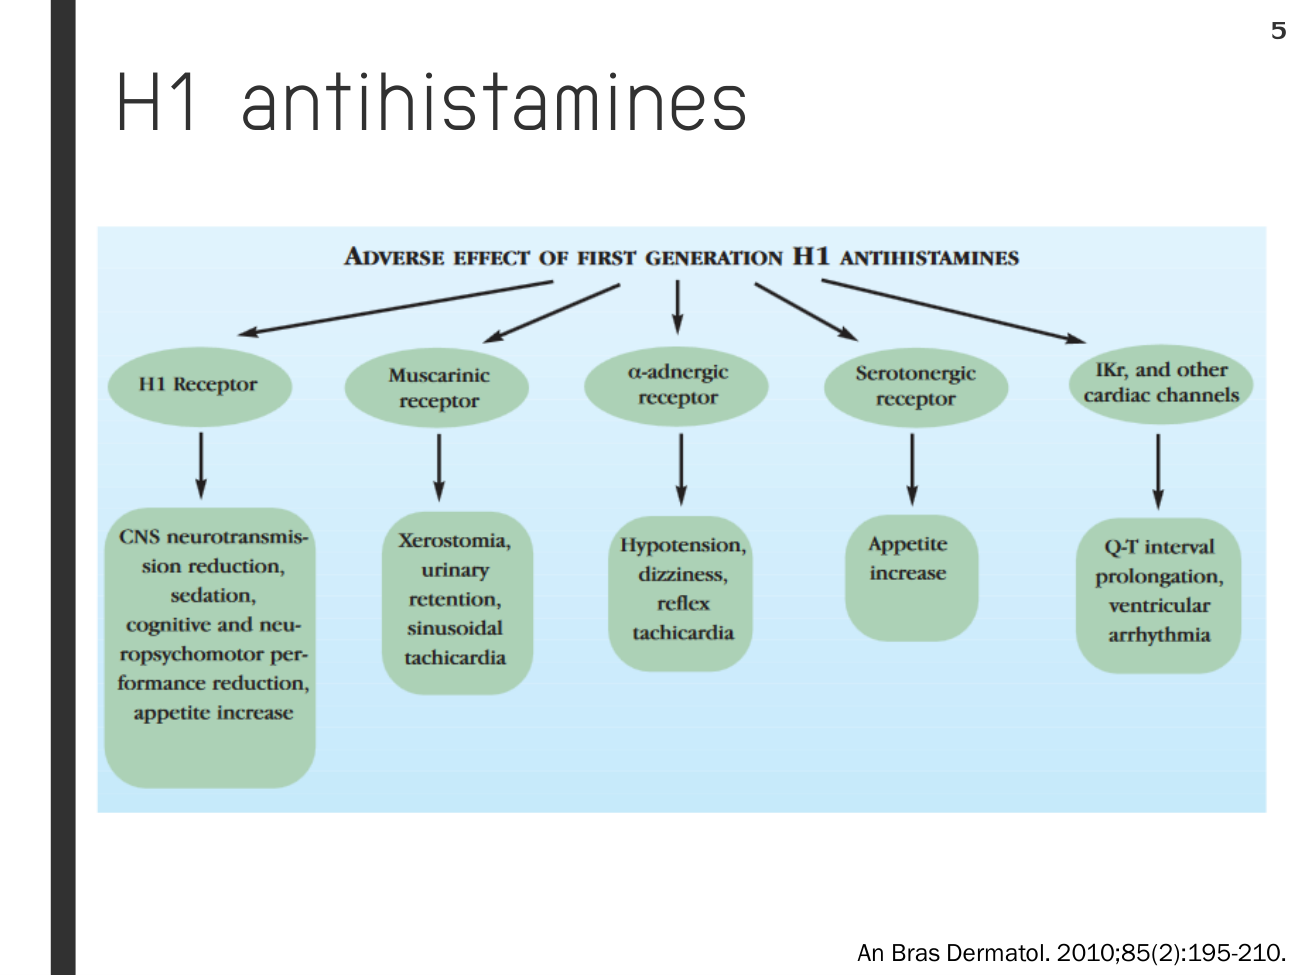 5
H1 antihistamines
ADVERSE EFFECT OF FIRST GENERATION H1 ANTIHISTAMINES
H1 Receptor
Muscarinic
receptor
α-adnergic
receptor
Serotonergic
receptor
IKr, and other
cardiac channels
CNS neurotransmis-
sion reduction,
sedation,
cognitive and neu-
ropsychomotor per-
formance reduction,
appetite increase
Xerostomia,
urinary
retention,
sinusoidal
tachicardia
Hypotension,
dizziness,
reflex
tachicardia
Appetite
increase
Q-T interval
prolongation,
ventricular
arrhythmia
An Bras Dermatol. 2010;85(2):195-210.